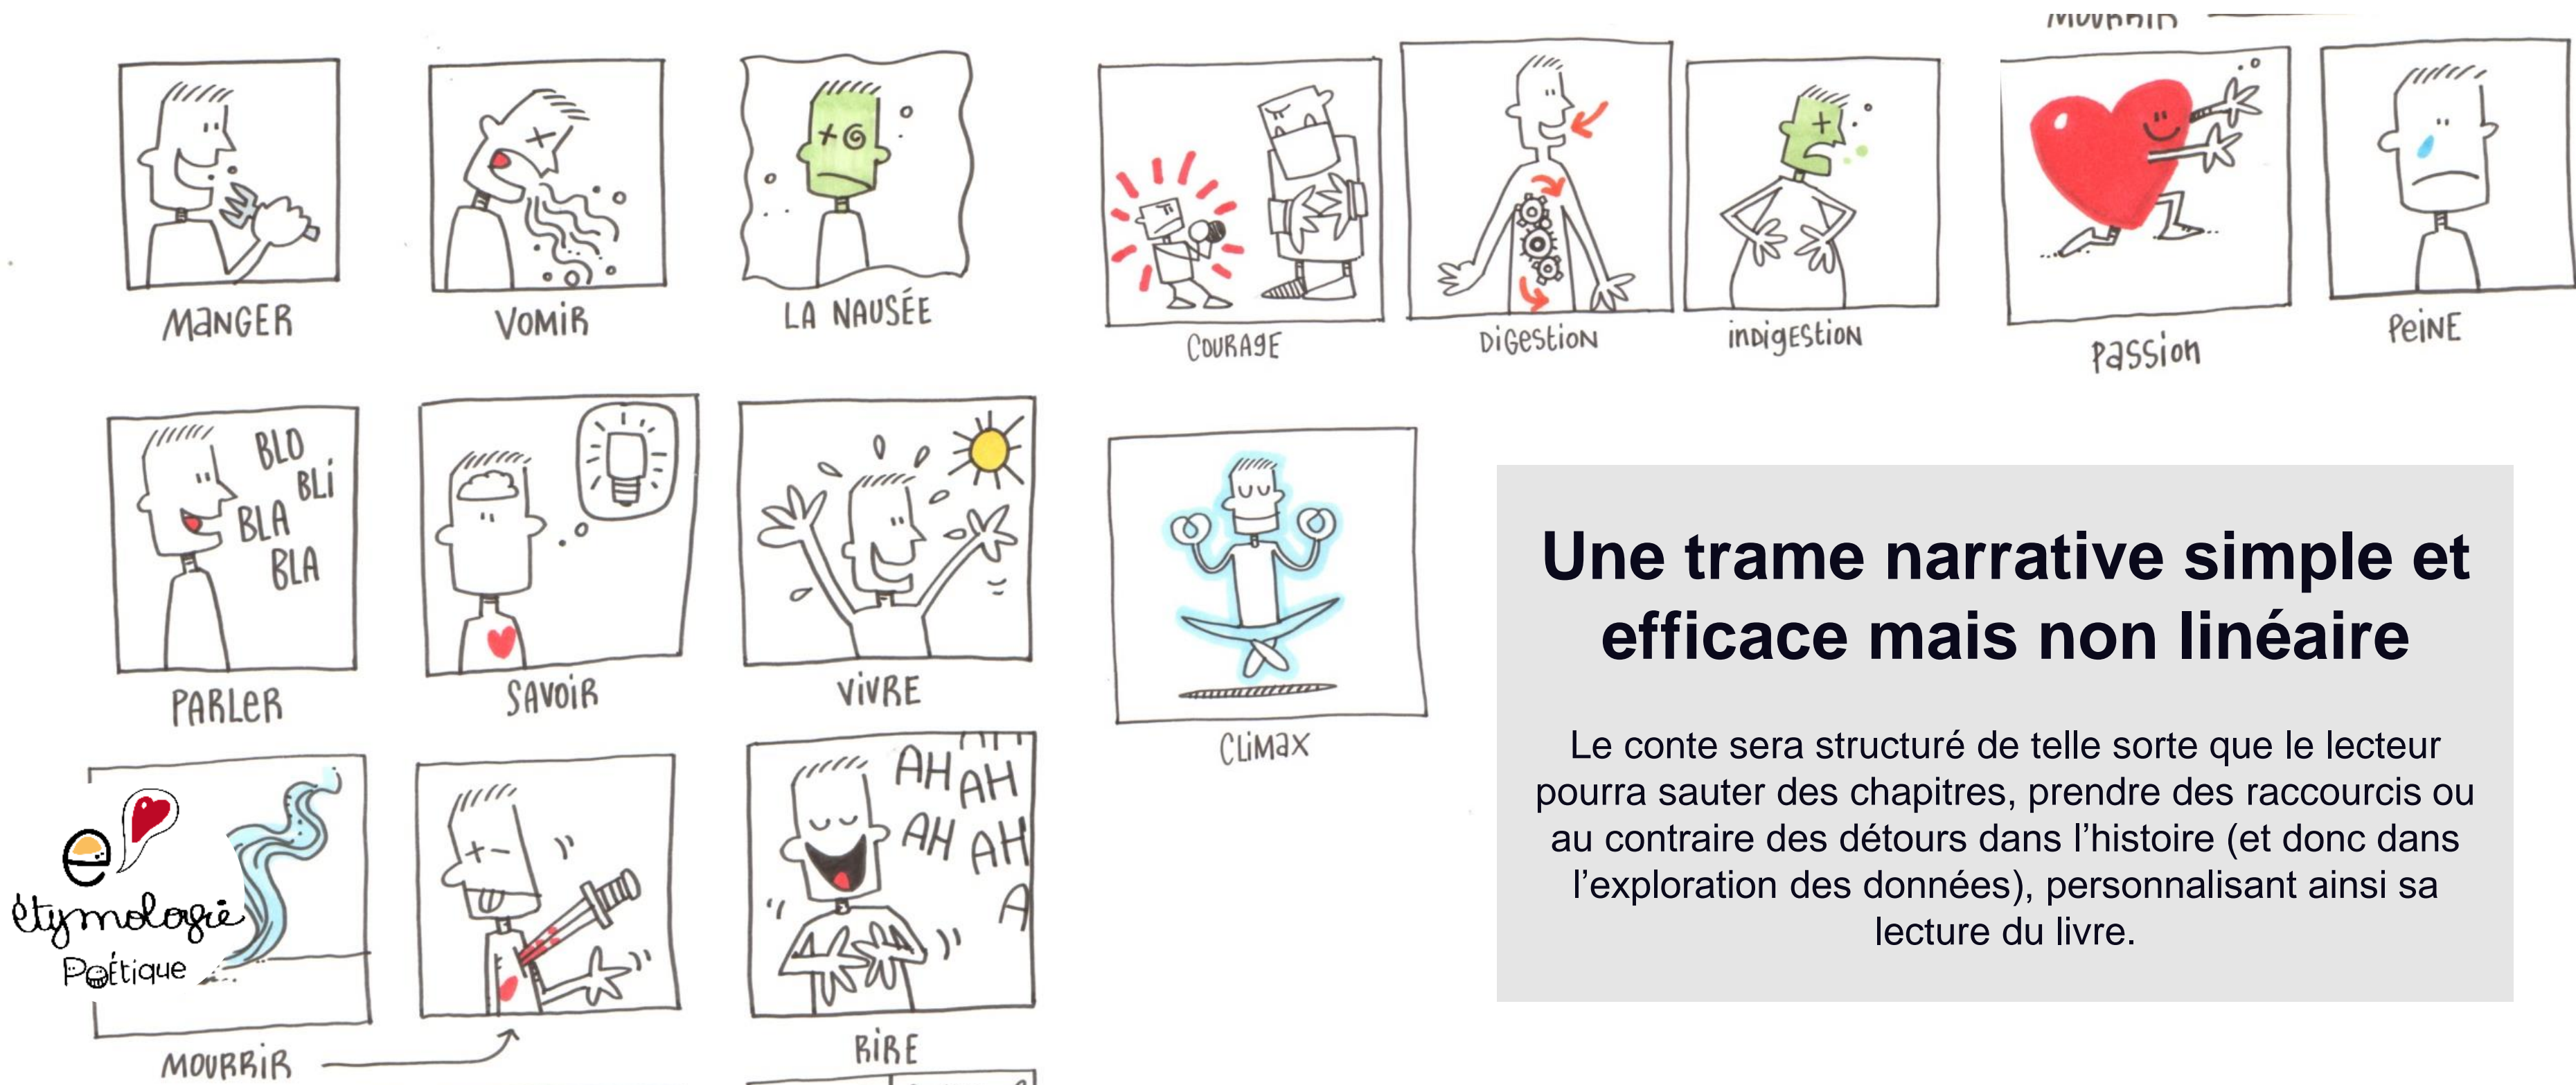 MOURRIR
MANGER
VOMIR
LA NAUSÉE
COURAGE
DIGESTION
INDIGESTION
PASSION
PEINE
BLO
BLI
BLA
BLA
PARLER
SAVOIR
VIVRE
CLIMAX
Une trame narrative simple et
efficace mais non linéaire
Le conte sera structuré de telle sorte que le lecteur
pourra sauter des chapitres, prendre des raccourcis ou
au contraire des détours dans l’histoire (et donc dans
l’exploration des données), personnalisant ainsi sa
lecture du livre.
e
étymologie
Poétique
AH AH
AH AH
A
MOURRIR
RIRE